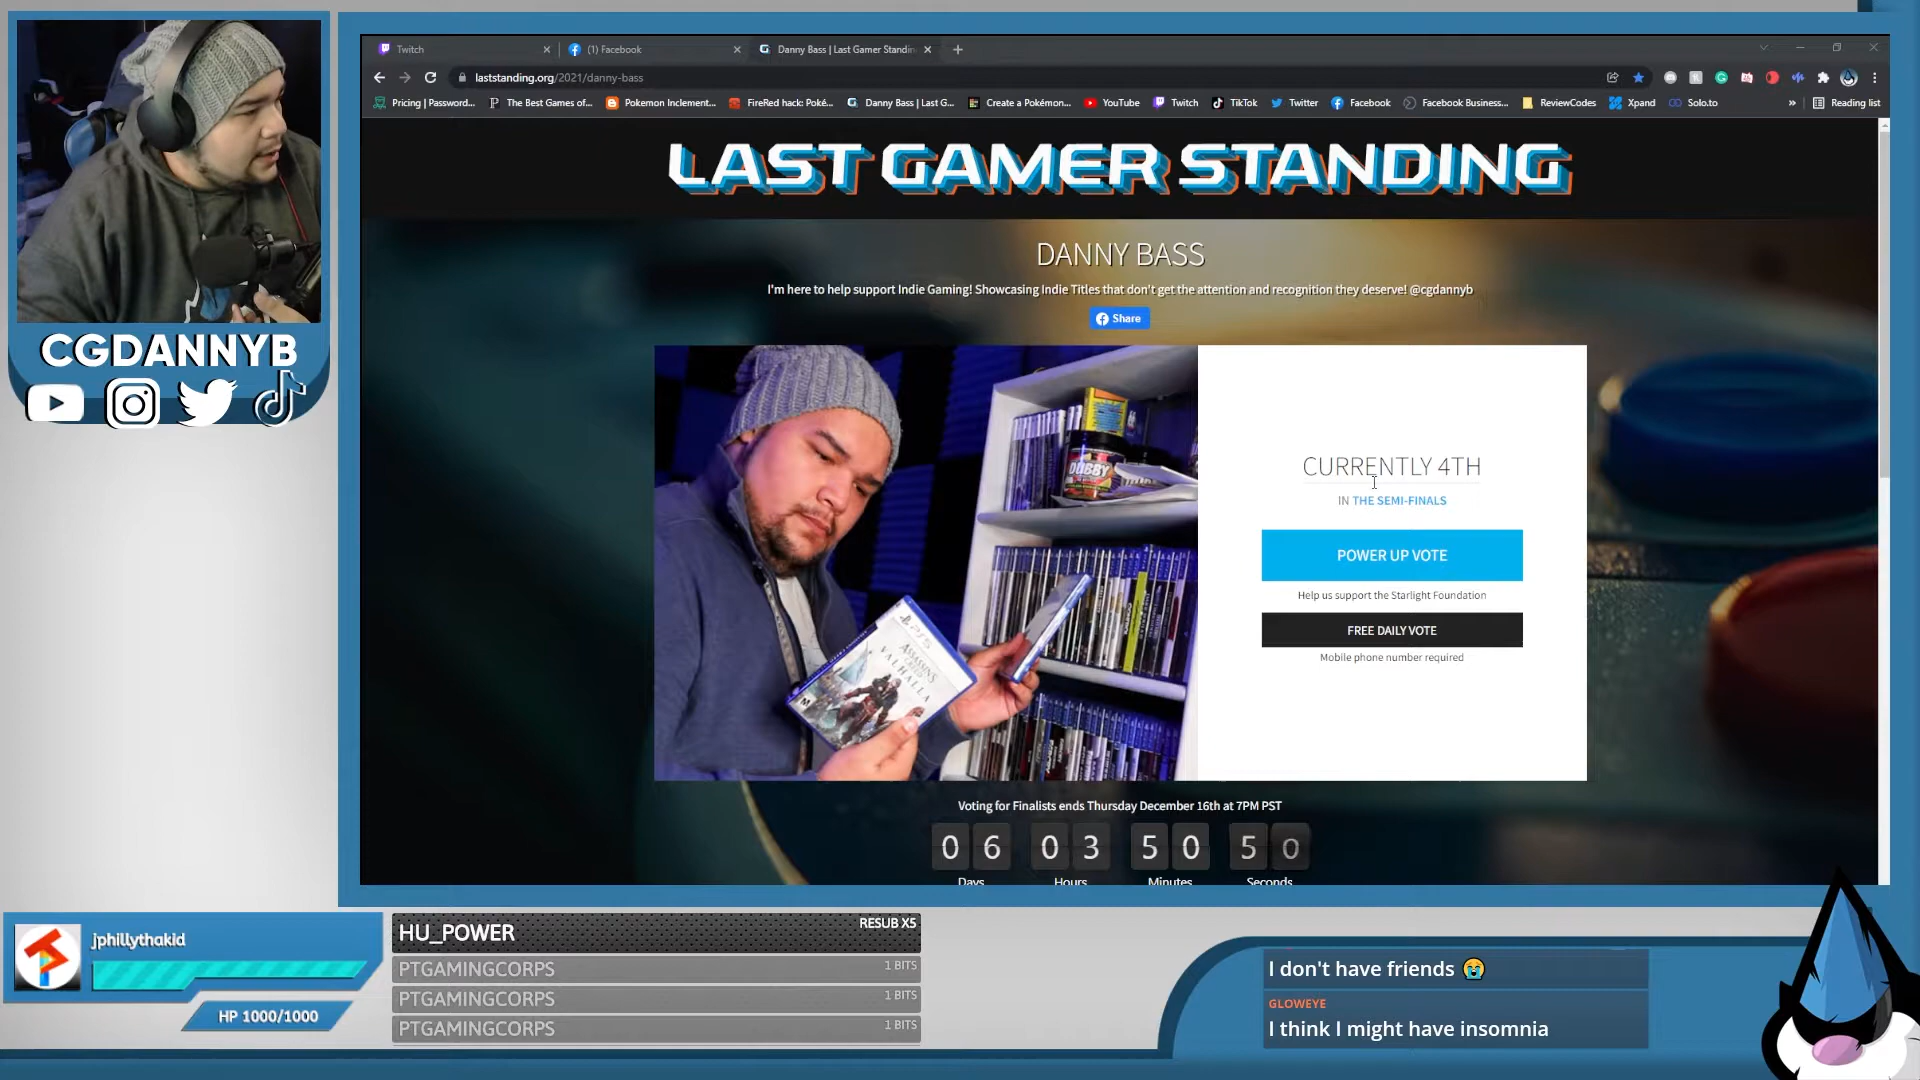 Twitch
(1) Facebook
Danny Bass | Last Gamer Standin
laststanding.org/2021/danny-bass
Pricing | Password...
The Best Games of...
Pokemon Inclement...
FireRed hack: Poké...
Danny Bass | Last G...
Create a Pokémon...
YouTube
Twitch
TikTok
Twitter
Facebook
Facebook Business...
ReviewCodes
Xpand
Solo.to
»
Reading list
LAST GAMER STANDING
DANNY BASS
I'm here to help support Indie Gaming! Showcasing Indie Titles that don't get the attention and recognition they deserve! @cgdannyb
Share
CGDANNYB
DUBBY
PS5
ASSASSIN'S
CREED
VALHALLA
M
CURRENTLY 4TH
IN THE SEMI-FINALS
POWER UP VOTE
Help us support the Starlight Foundation
FREE DAILY VOTE
Mobile phone number required
Voting for Finalists ends Thursday December 16th at 7PM PST
06 03 50 50
Days Hours Minutes Seconds
jphillythakid
HP 1000/1000
HU_POWER RESUB X5
PTGAMINGCORPS 1 BITS
PTGAMINGCORPS 1 BITS
PTGAMINGCORPS 1 BITS
I don't have friends 😭
GLOWEYE
I think I might have insomnia